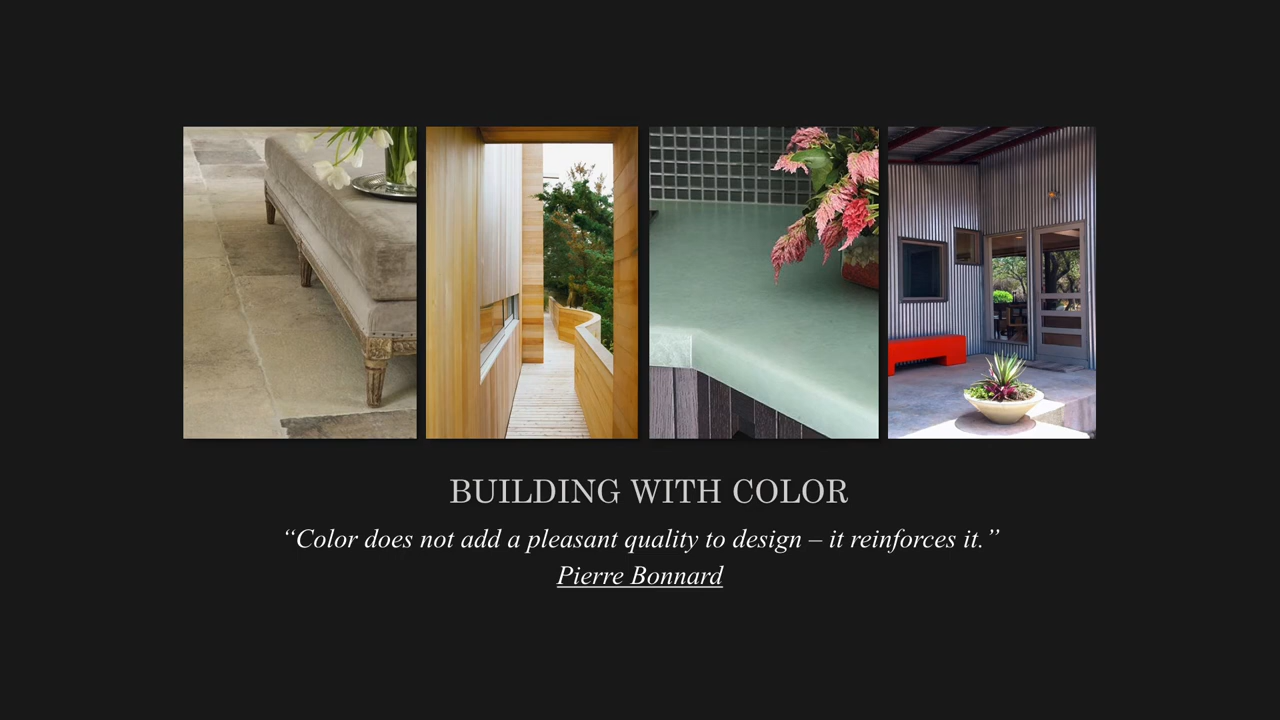 BUILDING WITH COLOR
“Color does not add a pleasant quality to design – it reinforces it.”
Pierre Bonnard